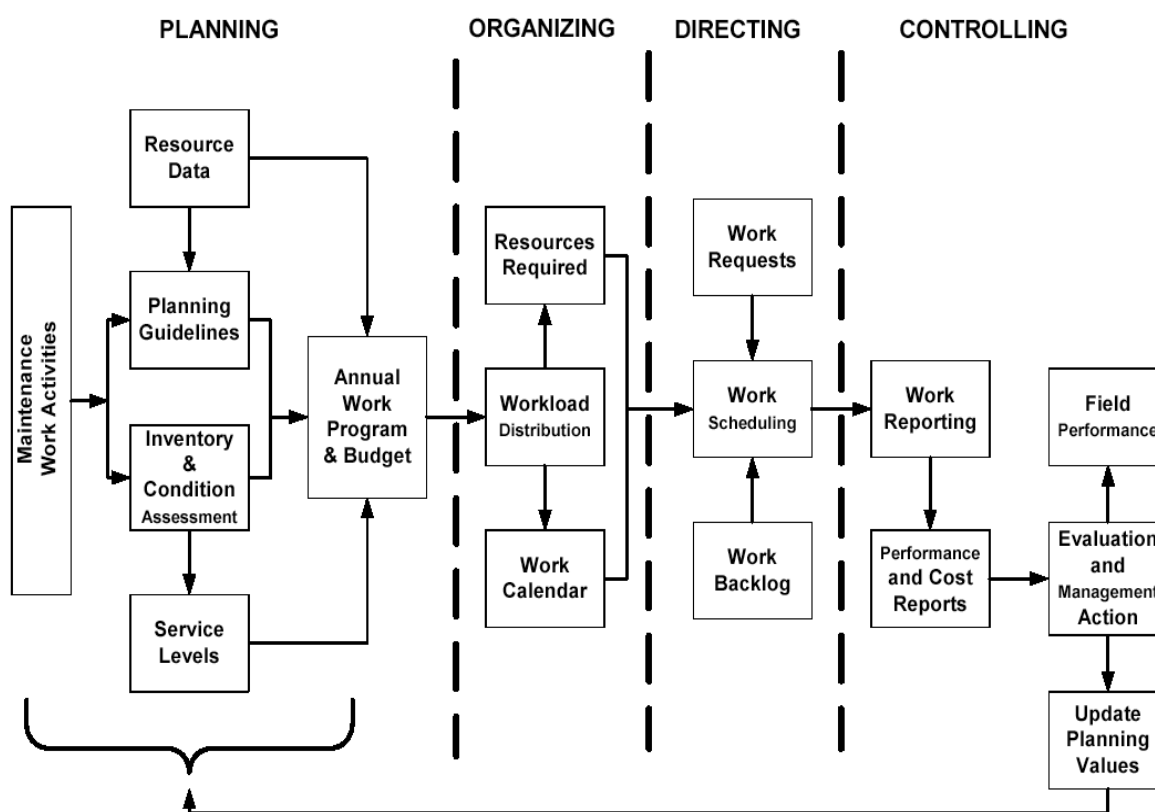 PLANNING
ORGANIZING
DIRECTING
CONTROLLING
Resource
Data
Maintenance
Work Activities
Planning
Guidelines
Inventory
&
Condition
Assessment
Service
Levels
Annual
Work
Program
& Budget
Resources
Required
Workload
Distribution
Work
Calendar
Work
Requests
Work
Scheduling
Work
Backlog
Work
Reporting
Performance
and Cost
Reports
Field
Performance
Evaluation
and
Management
Action
Update
Planning
Values